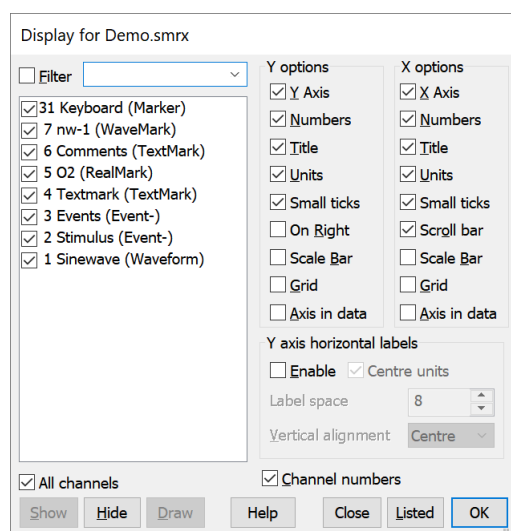 Display for Demo.smrx
Filter
31 Keyboard (Marker)
7 nw-1 (WaveMark)
6 Comments (TextMark)
5 O2 (RealMark)
4 Textmark (TextMark)
3 Events (Event-)
2 Stimulus (Event-)
1 Sinewave (Waveform)
All channels
Y options
Y Axis
Numbers
Title
Units
Small ticks
On Right
Scale Bar
Grid
Axis in data
X options
X Axis
Numbers
Title
Units
Small ticks
Scroll bar
Scale Bar
Grid
Axis in data
Y axis horizontal labels
Enable Centre units
Label space 8
Vertical alignment Centre
Channel numbers
Show Hide Draw Help Close Listed OK